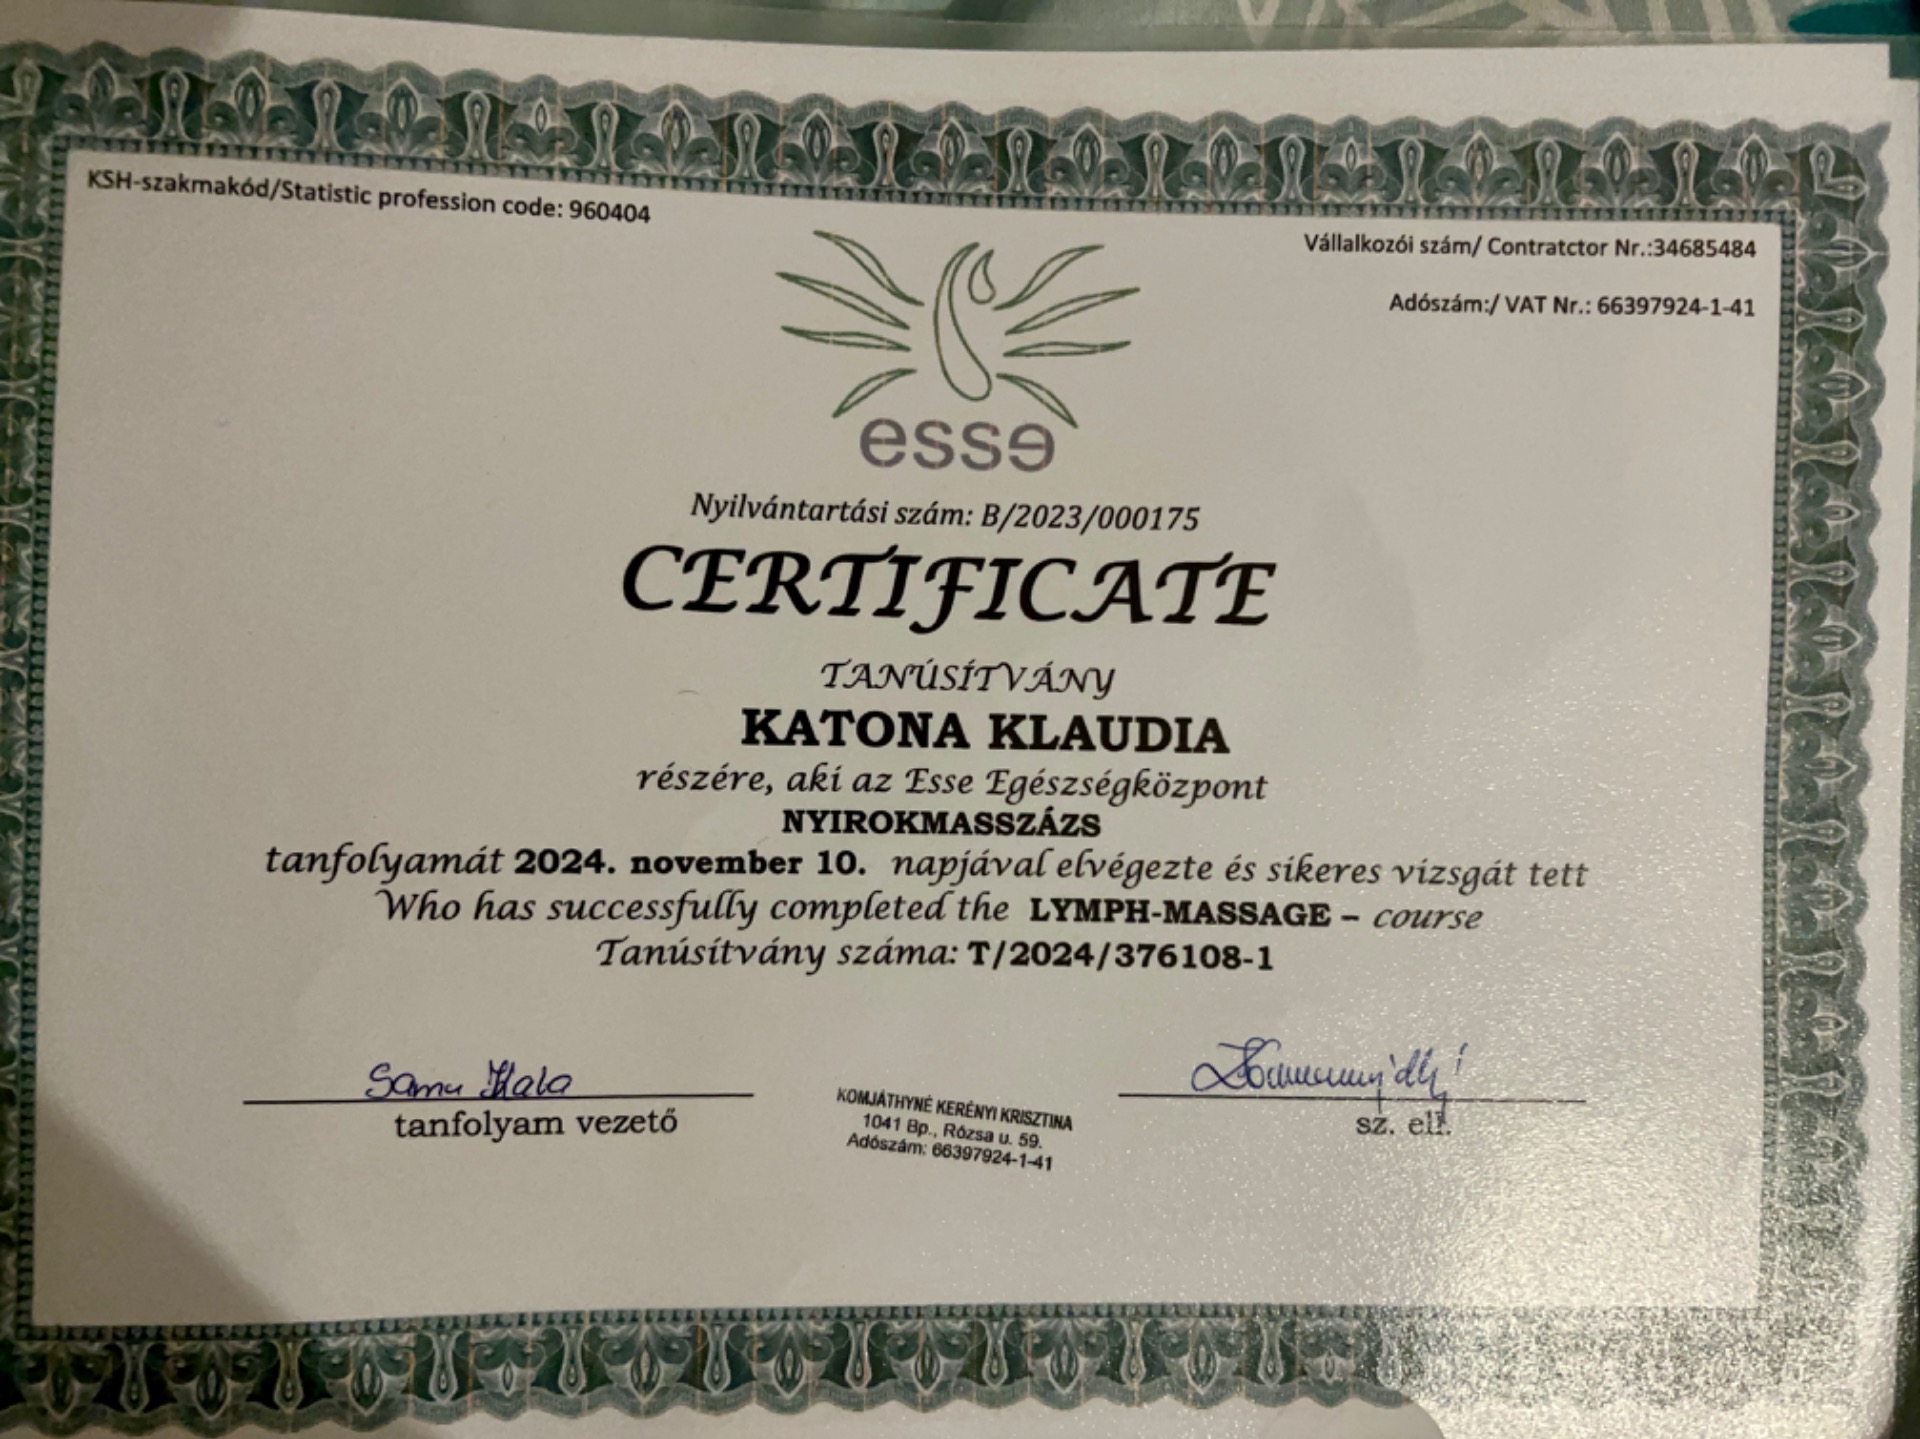 KSH-szakmakód/Statistic profession code: 960404
Vállalkozói szám/ Contratctor Nr.:34685484
Adószám:/ VAT Nr.: 66397924-1-41
esse
Nyilvántartási szám: B/2023/000175
CERTIFICATE
TANÚSÍTVÁNY
KATONA KLAUDIA
részére, aki az Esse Egészségközpont
NYIROKMASSZÁZS
tanfolyamát 2024. november 10. napjával elvégezte és sikeres vizsgát tett
Who has successfully completed the LYMPH-MASSAGE – course
Tanúsítvány száma: T/2024/376108-1
tanfolyam vezető
KOMJÁTHYNÉ KERÉNYI KRISZTINA
1041 Bp., Rózsa u. 59.
Adószám: 66397924-1-41
sz. ell.